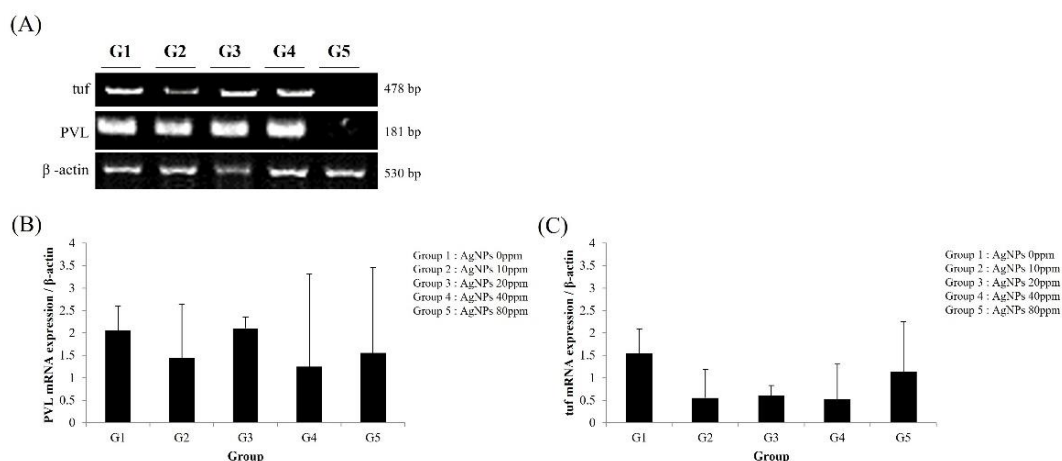 (A)
G1 G2 G3 G4 G5
tuf 478 bp
PVL 181 bp
β -actin 530 bp
(B)
PVL mRNA expression / β-actin
4
3.5
3
2.5
2
1.5
1
0.5
0
G1 G2 G3 G4 G5
Group
Group 1 : AgNPs 0ppm
Group 2 : AgNPs 10ppm
Group 3 : AgNPs 20ppm
Group 4 : AgNPs 40ppm
Group 5 : AgNPs 80ppm
(C)
tuf mRNA expression / β-actin
4
3.5
3
2.5
2
1.5
1
0.5
0
G1 G2 G3 G4 G5
Group
Group 1 : AgNPs 0ppm
Group 2 : AgNPs 10ppm
Group 3 : AgNPs 20ppm
Group 4 : AgNPs 40ppm
Group 5 : AgNPs 80ppm